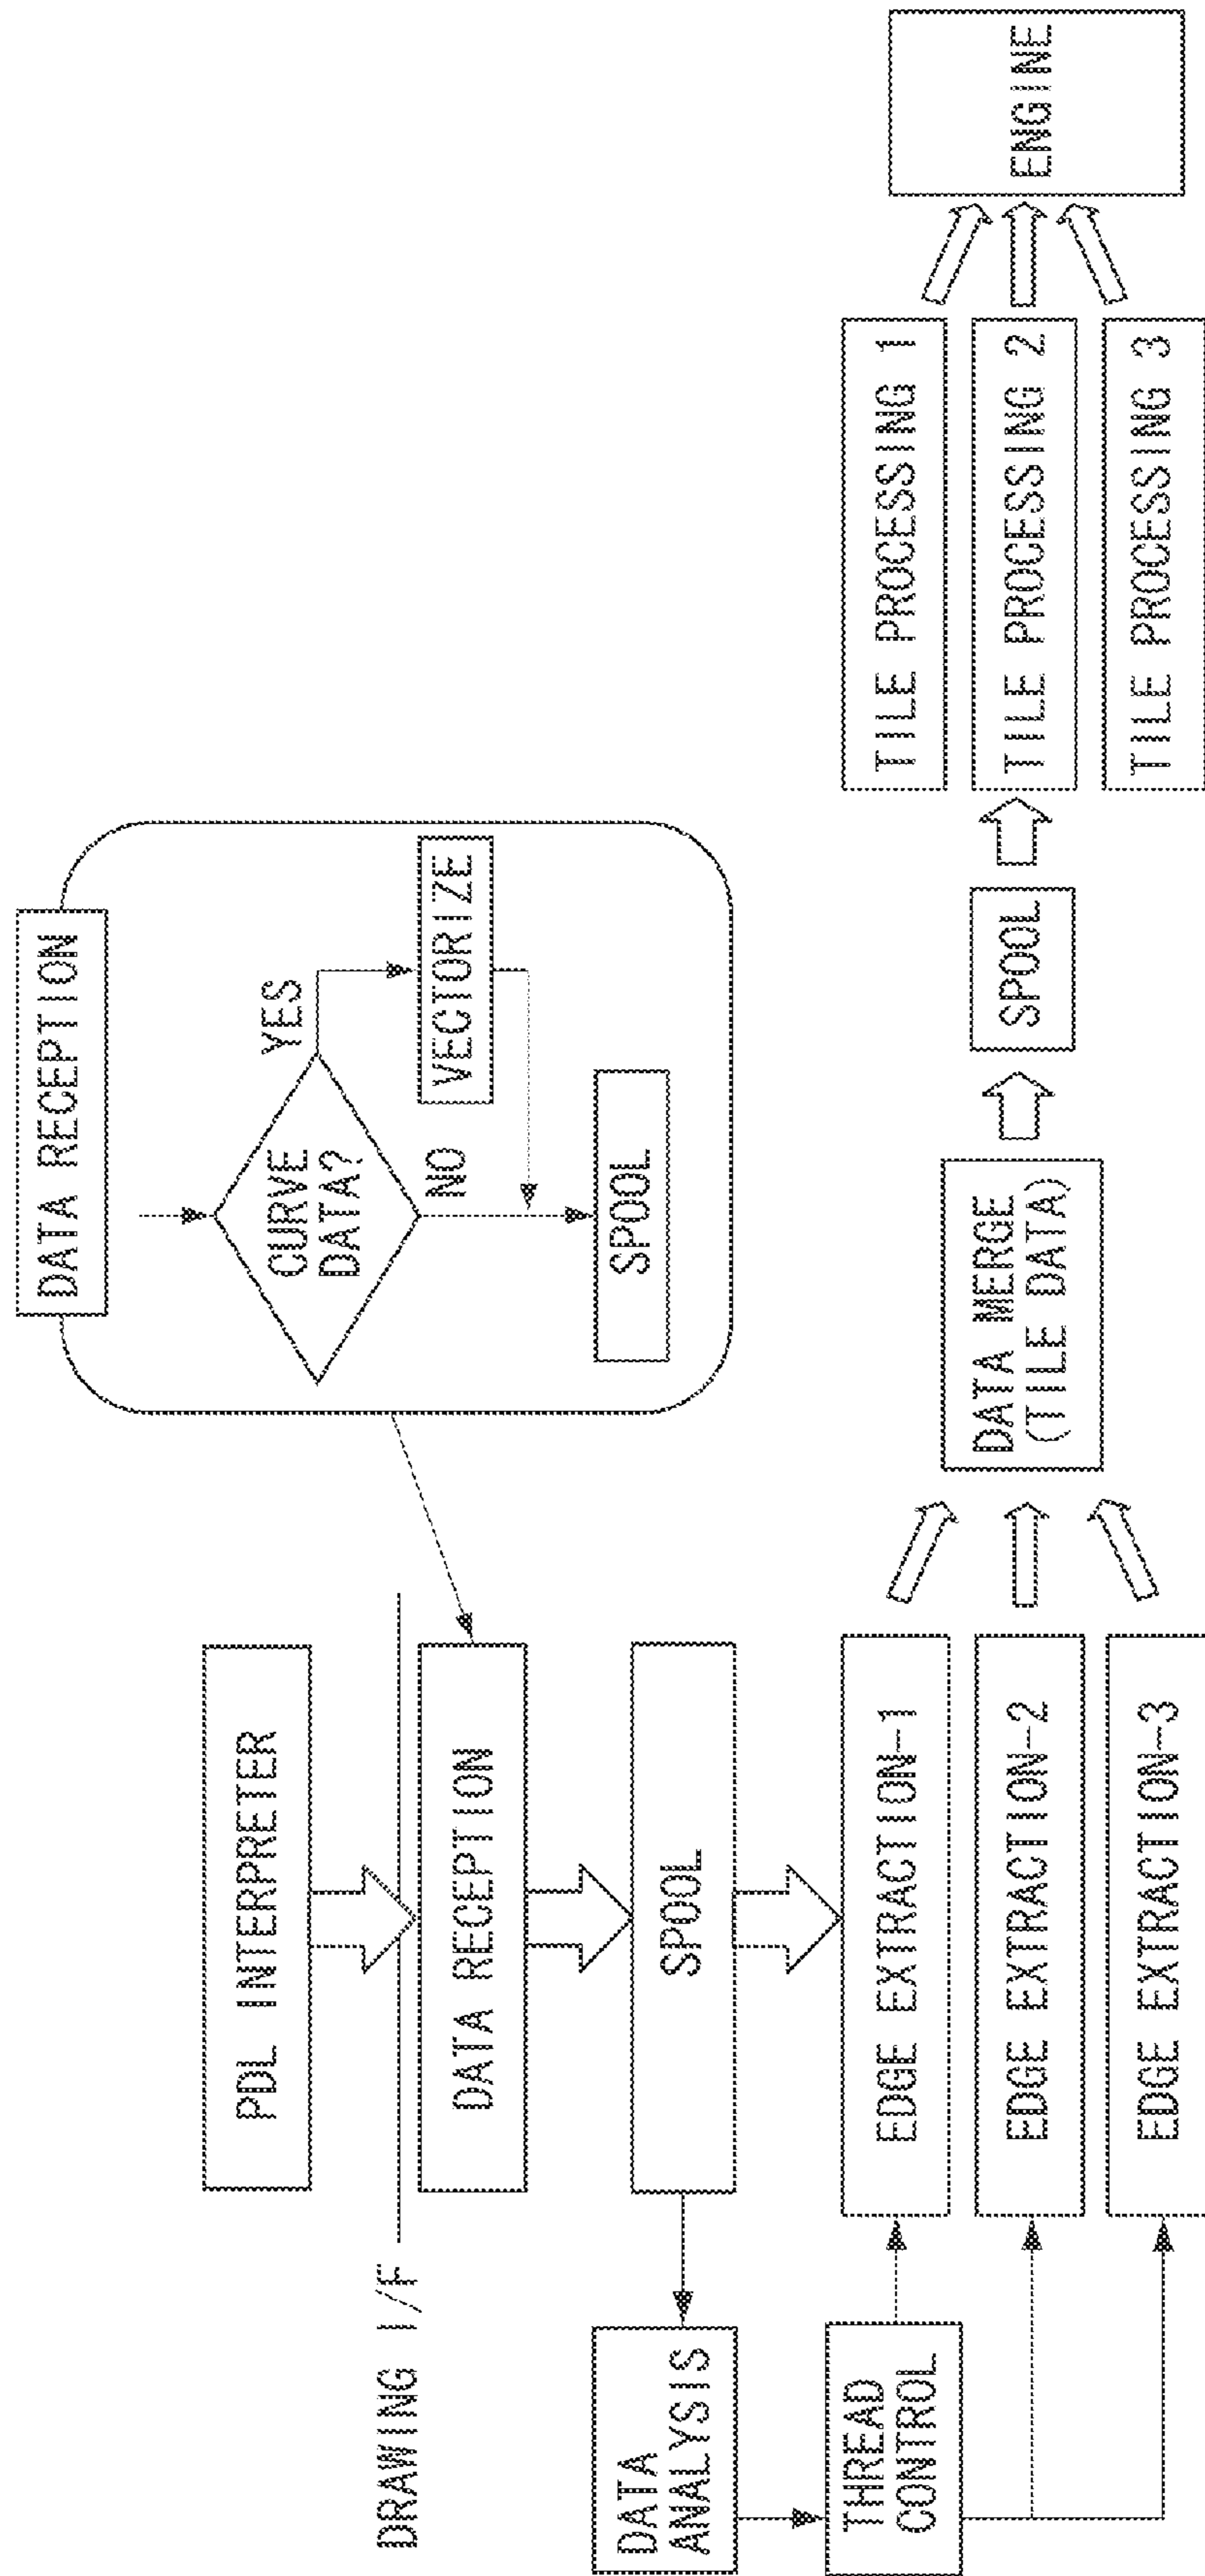 DATA RECEPTION
CURVE
DATA?
YES
VECTORIZE
NO
SPOOL
PDL INTERPRETER
DRAWING I/F
DATA RECEPTION
SPOOL
DATA
ANALYSIS
THREAD
CONTROL
EDGE EXTRACTION-1
EDGE EXTRACTION-2
EDGE EXTRACTION-3
DATA MERGE
(TILE DATA)
SPOOL
TILE PROCESSING 1
TILE PROCESSING 2
TILE PROCESSING 3
ENGINE